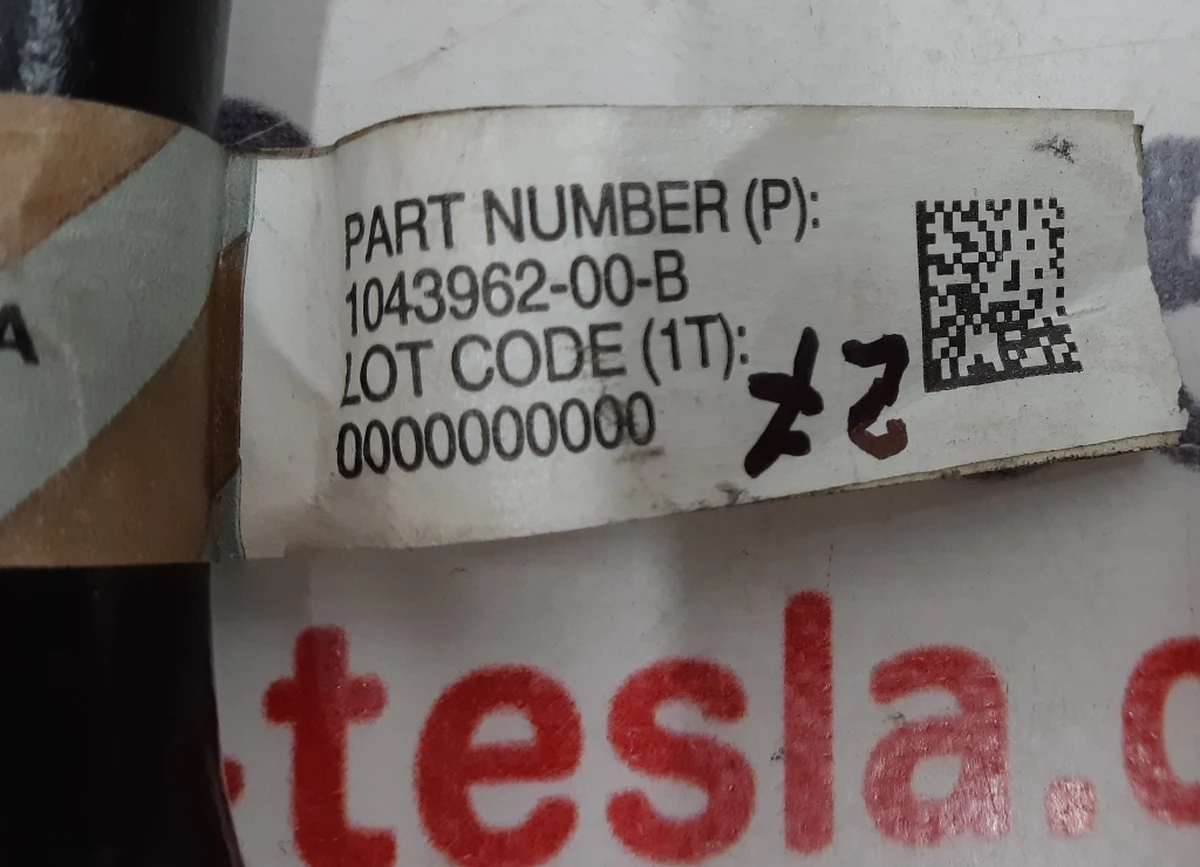 A
PART NUMBER (P):
1043962-00-B
LOT CODE (1T):
0000000000
-tesla.c